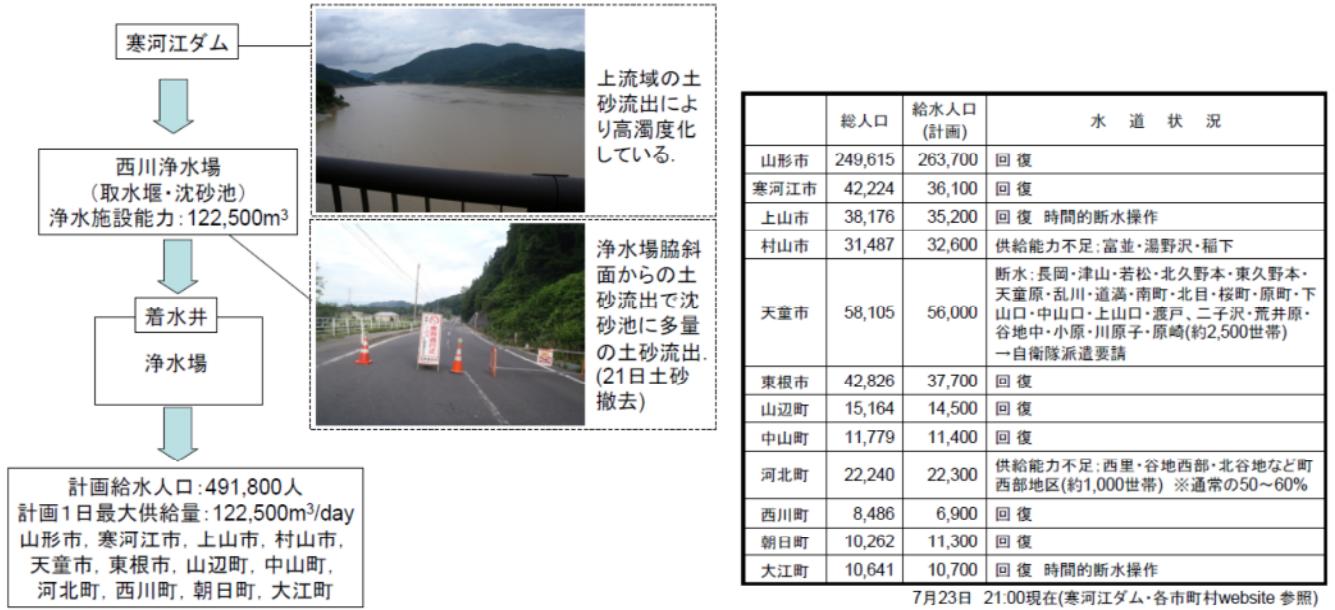 寒河江ダム
上流域の土
砂流出によ
り高濁度化
している.
西川浄水場
（取水堰・沈砂池）
浄水施設能力:122,500m³
浄水場脇斜
面からの土
砂流出で沈
砂池に多量
の土砂流出.
(21日土砂
撤去)
着水井
浄水場
計画給水人口:491,800人
計画1日最大供給量:122,500m³/day
山形市, 寒河江市, 上山市, 村山市,
天童市, 東根市, 山辺町, 中山町,
河北町, 西川町, 朝日町, 大江町
総人口 給水人口(計画) 水 道 状 況
山形市 249,615 263,700 回 復
寒河江市 42,224 36,100 回 復
上山市 38,176 35,200 回 復 時間的断水操作
村山市 31,487 32,600 供給能力不足;富並・湯野沢・稲下
天童市 58,105 56,000 断水;長岡・津山・若松・北久野本・東久野本・
天童原・乱川・道満・南町・北目・桜町・原町・下
山口・中山口・上山口・渡戸、二子沢・荒井原・
谷地中・小原・川原子・原崎(約2,500世帯)
→自衛隊派遣要請
東根市 42,826 37,700 回 復
山辺町 15,164 14,500 回 復
中山町 11,779 11,400 回 復
河北町 22,240 22,300 供給能力不足;西里・谷地西部・北谷地など町
西部地区(約1,000世帯) ※通常の50～60%
西川町 8,486 6,900 回 復
朝日町 10,262 11,300 回 復
大江町 10,641 10,700 回 復 時間的断水操作
7月23日 21:00現在(寒河江ダム・各市町村website 参照)